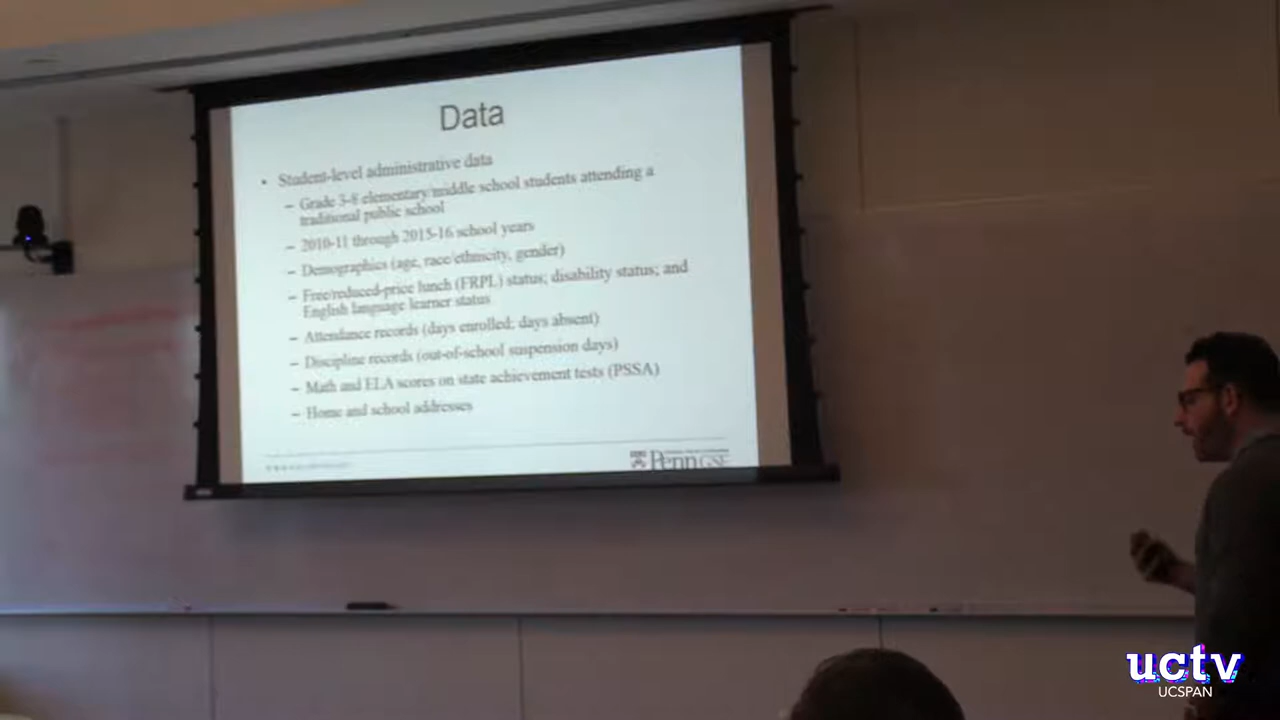 Data
• Student-level administrative data
– Grade 3-8 elementary/middle school students attending a
traditional public school
– 2010-11 through 2015-16 school years
– Demographics (age, race/ethnicity, gender)
– Free/reduced-price lunch (FRPL) status; disability status; and
English language learner status
– Attendance records (days enrolled; days absent)
– Discipline records (out-of-school suspension days)
– Math and ELA scores on state achievement tests (PSSA)
– Home and school addresses
Penn GSE
uctv
UCSPAN